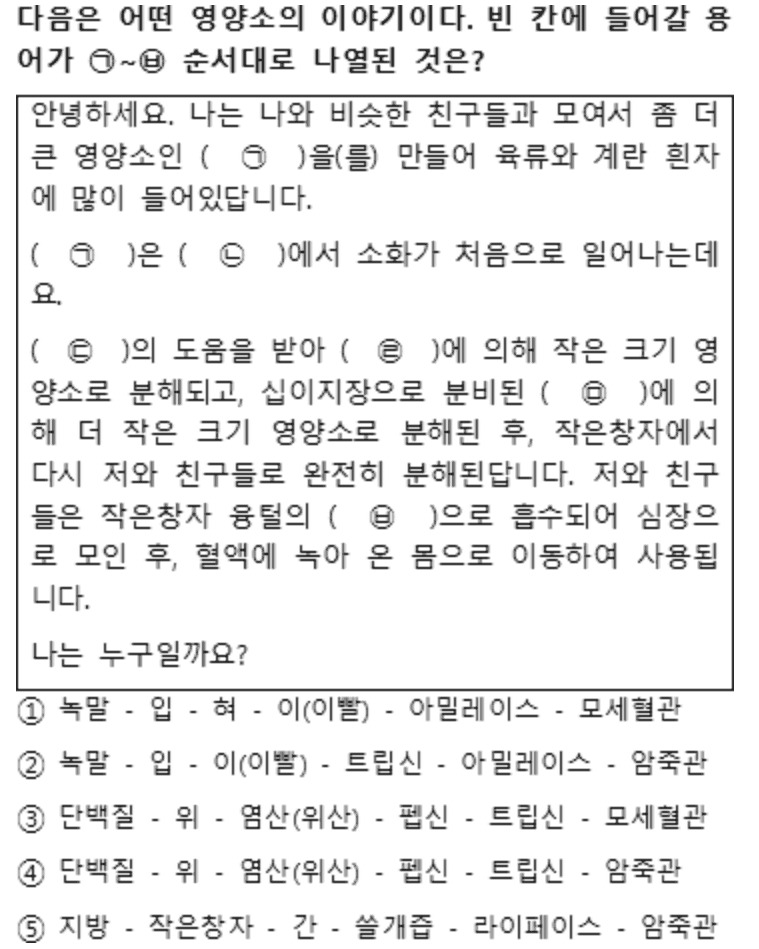 다음은 어떤 영양소의 이야기이다. 빈 칸에 들어갈 용
어가 ㉠~㉥ 순서대로 나열된 것은?
안녕하세요. 나는 나와 비슷한 친구들과 모여서 좀 더
큰 영양소인 ( ㉠ )을(를) 만들어 육류와 계란 흰자
에 많이 들어있답니다.
( ㉠ )은 ( ㉡ )에서 소화가 처음으로 일어나는데
요.
( ㉢ )의 도움을 받아 ( ㉣ )에 의해 작은 크기 영
양소로 분해되고, 십이지장으로 분비된 ( ㉤ )에 의
해 더 작은 크기 영양소로 분해된 후, 작은창자에서
다시 저와 친구들로 완전히 분해된답니다. 저와 친구
들은 작은창자 융털의 ( ㉥ )으로 흡수되어 심장으
로 모인 후, 혈액에 녹아 온 몸으로 이동하여 사용됩
니다.
나는 누구일까요?
① 녹말 - 입 - 혀 - 이(이빨) - 아밀레이스 - 모세혈관
② 녹말 - 입 - 이(이빨) - 트립신 - 아밀레이스 - 암죽관
③ 단백질 - 위 - 염산(위산) - 펩신 - 트립신 - 모세혈관
④ 단백질 - 위 - 염산(위산) - 펩신 - 트립신 - 암죽관
⑤ 지방 - 작은창자 - 간 - 쓸개즙 - 라이페이스 - 암죽관